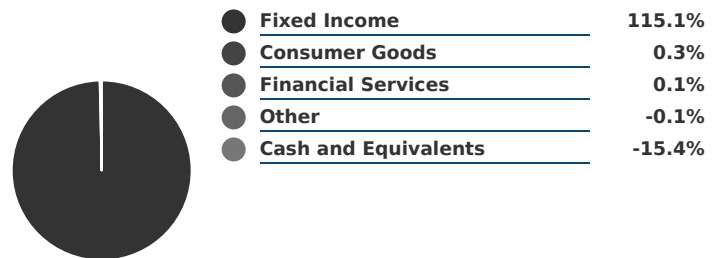 Fixed Income 115.1%
Consumer Goods 0.3%
Financial Services 0.1%
Other -0.1%
Cash and Equivalents -15.4%